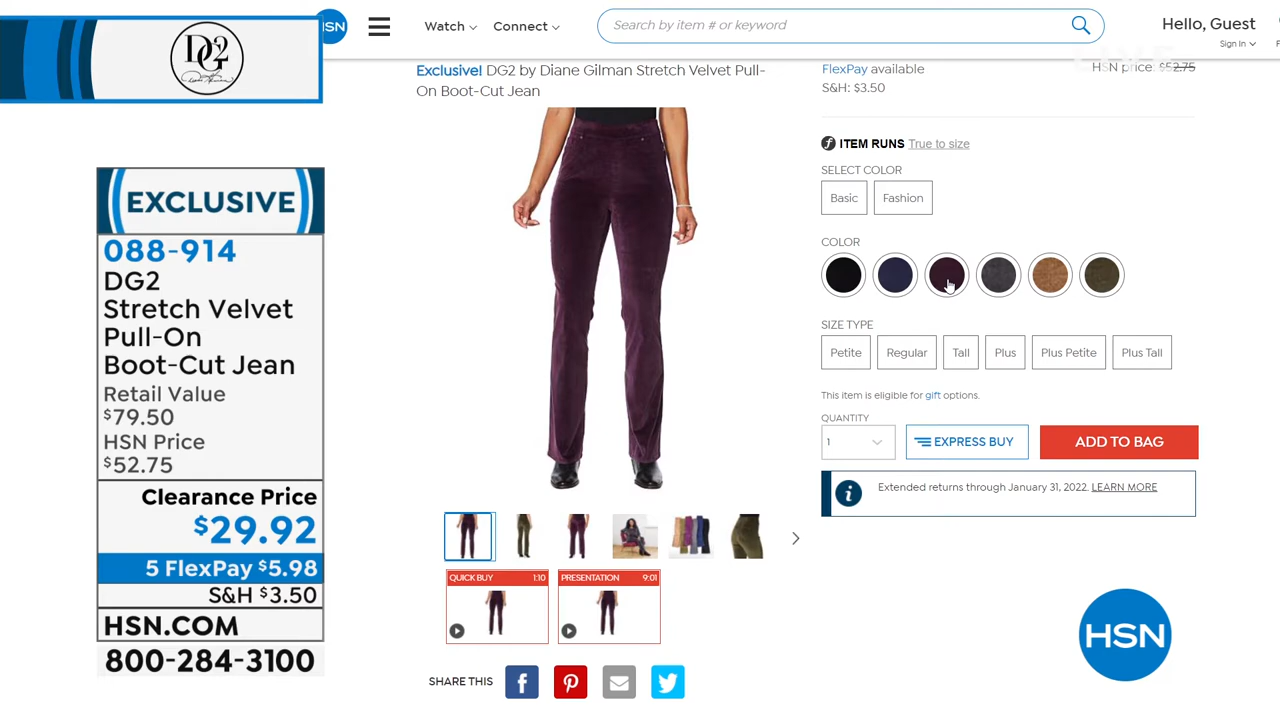 DG2
HSN
Watch
Connect
Search by item # or keyword
Hello, Guest
Sign In
Exclusive! DG2 by Diane Gilman Stretch Velvet Pull-
On Boot-Cut Jean
FlexPay available
HSN price: $52.75
S&H: $3.50
ITEM RUNS True to size
SELECT COLOR
Basic
Fashion
COLOR
SIZE TYPE
Petite
Regular
Tall
Plus
Plus Petite
Plus Tall
This item is eligible for gift options.
QUANTITY
1
EXPRESS BUY
ADD TO BAG
i
Extended returns through January 31, 2022. LEARN MORE
EXCLUSIVE
088-914
DG2
Stretch Velvet
Pull-On
Boot-Cut Jean
Retail Value
$79.50
HSN Price
$52.75
Clearance Price
$29.92
5 FlexPay $5.98
S&H $3.50
HSN.COM
800-284-3100
QUICK BUY 1:10
PRESENTATION 9:01
SHARE THIS
HSN